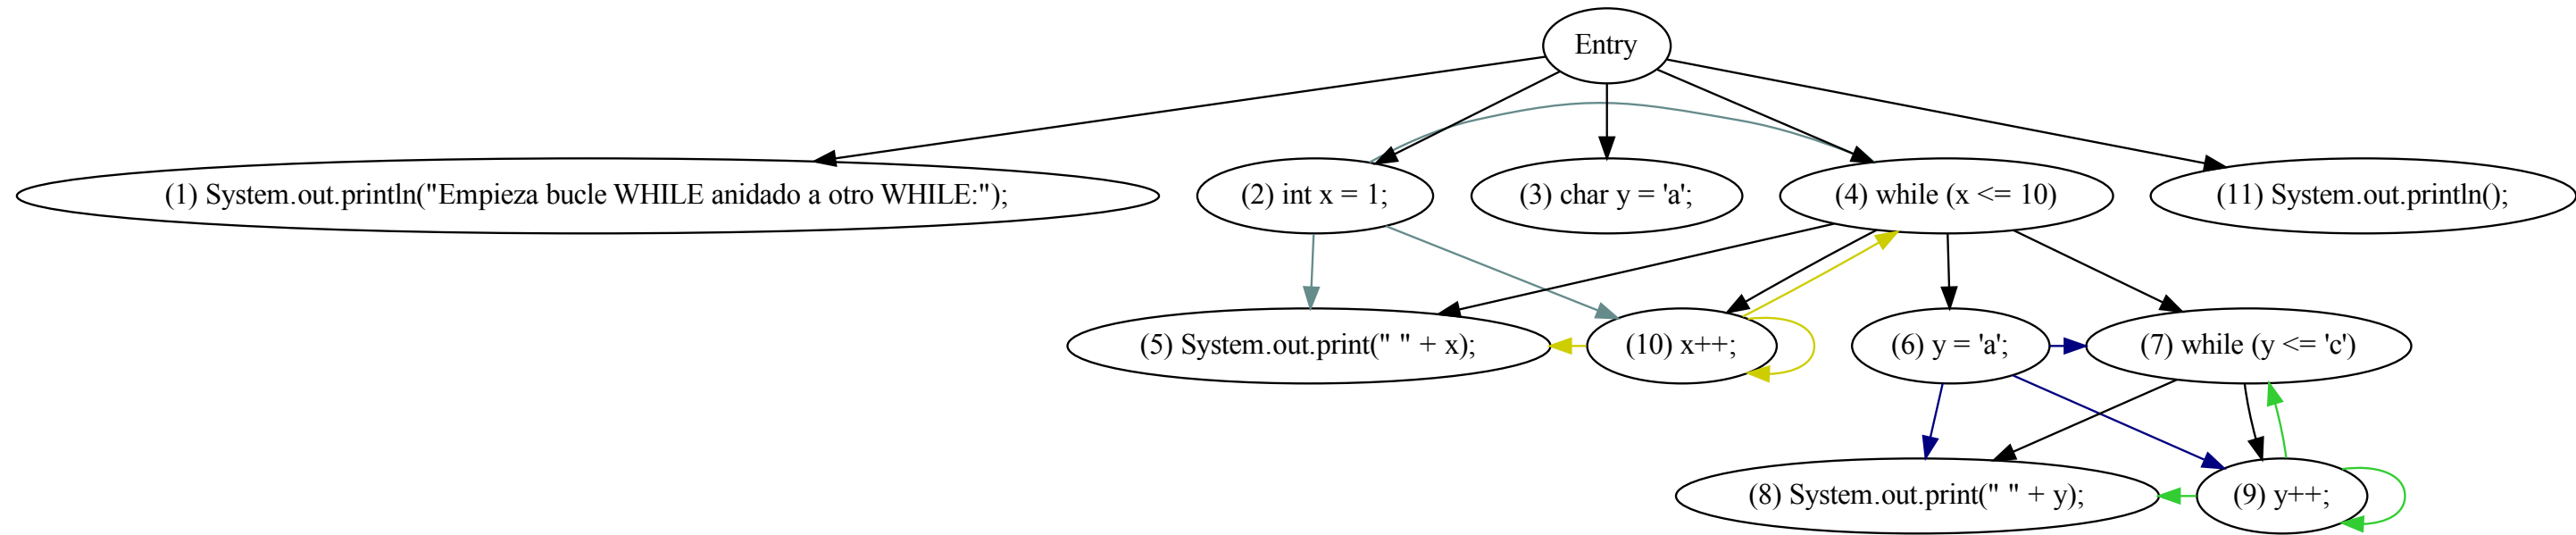 Entry
(1) System.out.println("Empieza bucle WHILE anidado a otro WHILE:");
(2) int x = 1;
(3) char y = 'a';
(4) while (x <= 10)
(11) System.out.println();
(5) System.out.print(" " + x);
(10) x++;
(6) y = 'a';
(7) while (y <= 'c')
(8) System.out.print(" " + y);
(9) y++;